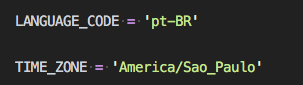 LANGUAGE_CODE = 'pt-BR'
TIME_ZONE = 'America/Sao_Paulo'